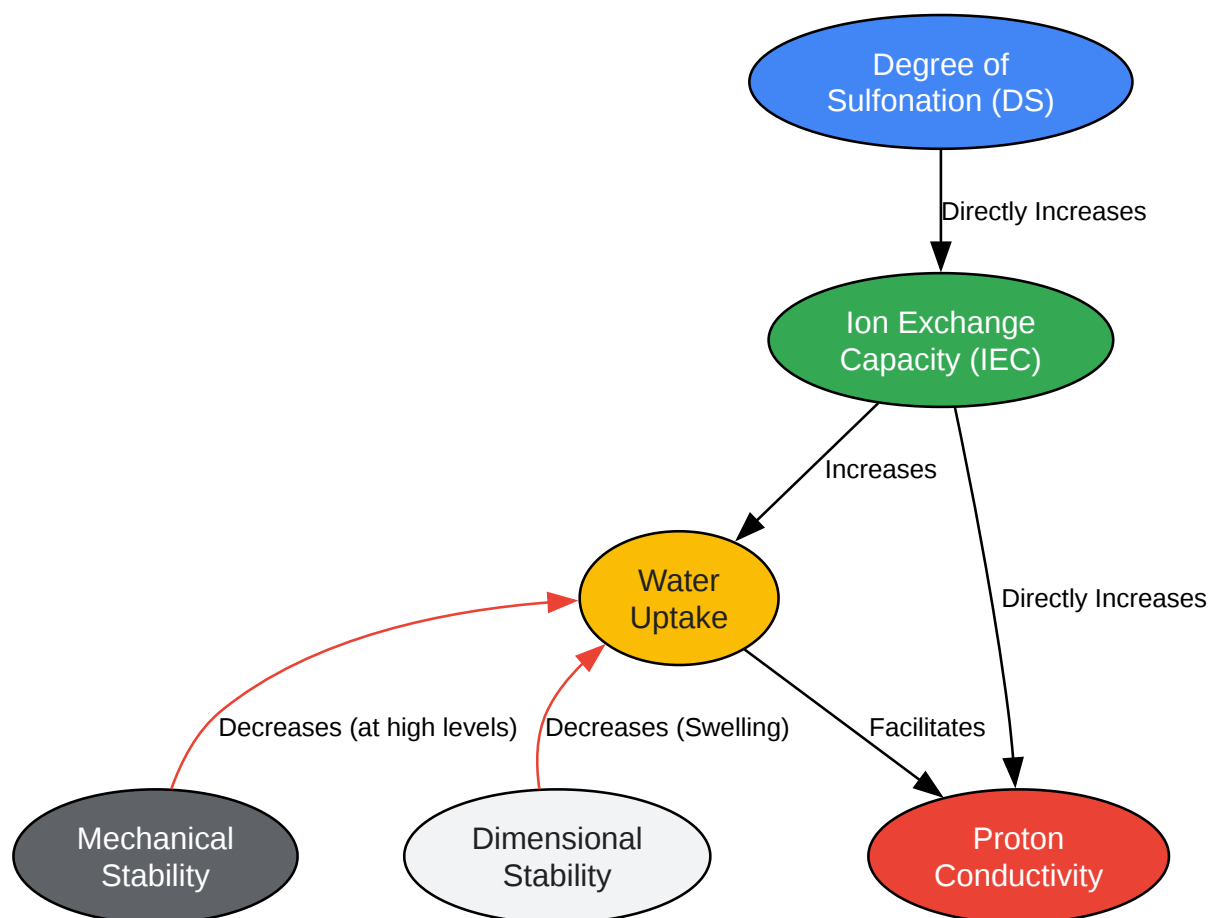 Degree of
Sulfonation (DS)
Directly Increases
Ion Exchange
Capacity (IEC)
Increases
Water
Uptake
Directly Increases
Decreases (at high levels)
Decreases (Swelling)
Facilitates
Mechanical
Stability
Dimensional
Stability
Proton
Conductivity